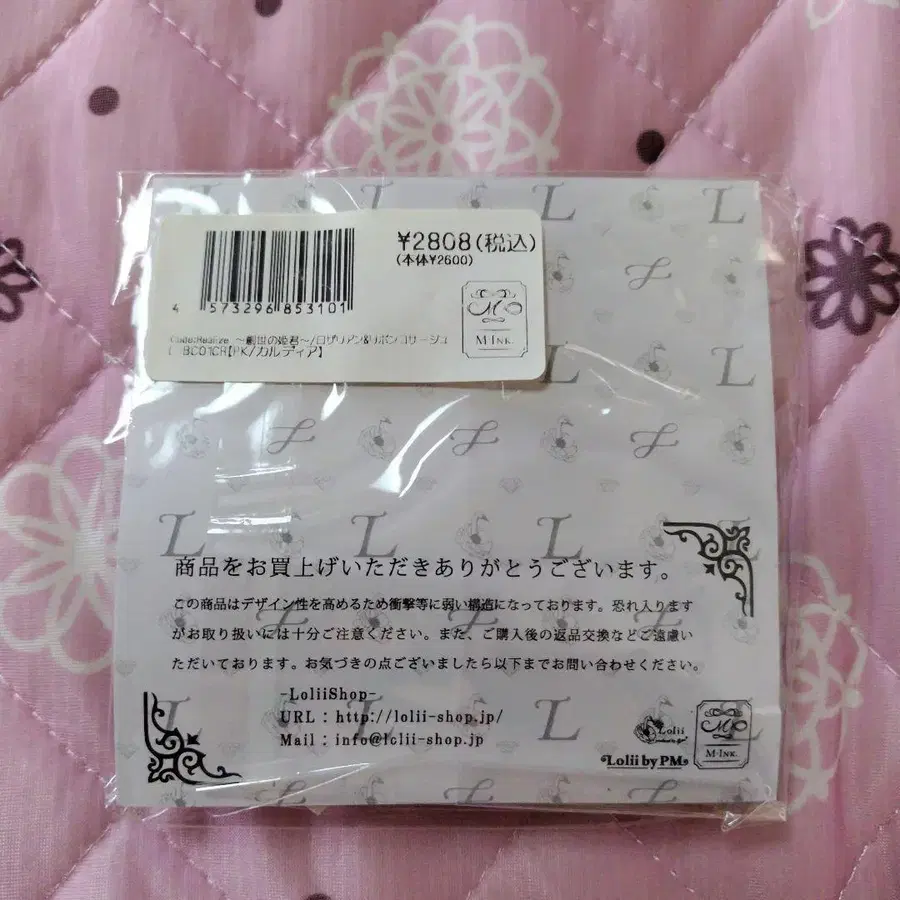 ¥2808(税込)
(本体¥2600)
4 573296 853101
M-INK.
Code:Realize ～創世の姫君～/ロザリアン&リボンコサージュ
BC01CR【PK/カルディア】
商品をお買上げいただきありがとうございます。
この商品はデザイン性を高めるため衝撃等に弱い構造になっております。恐れ入ります
がお取り扱いには十分ご注意ください。また、ご購入後の返品交換などご遠慮い
ただいております。お気づきの点ございましたら以下までお問い合わせください。
-LoliiShop-
URL : http://lolii-shop.jp/
Mail : info@lolii-shop.jp
Lolii
Lolii by PM
M-INK.